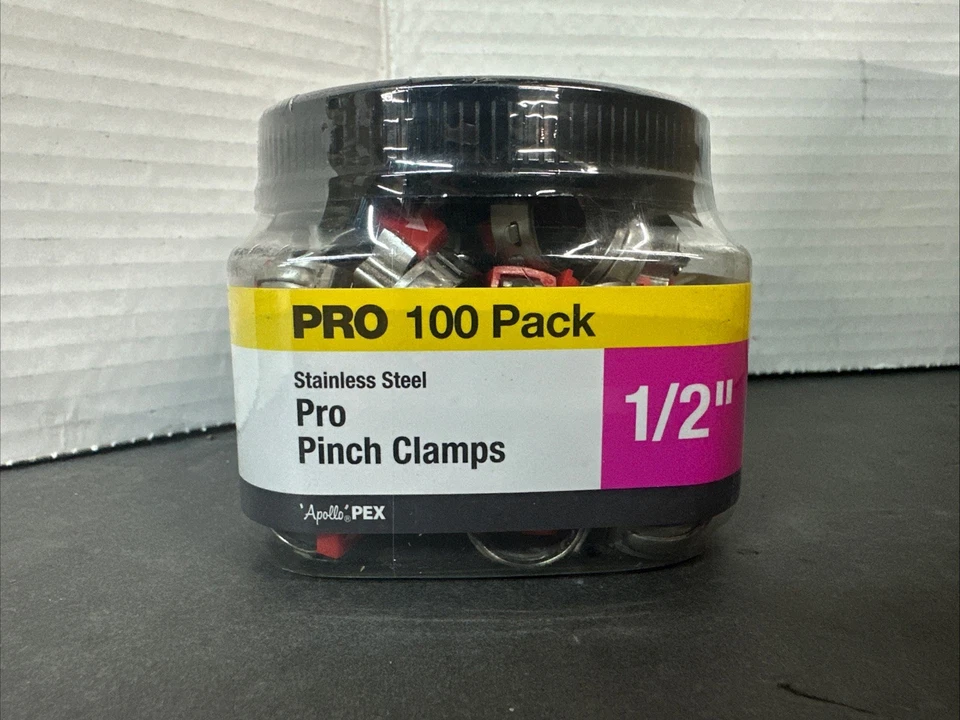 PRO 100 Pack
Stainless Steel
Pro
Pinch Clamps
1/2"
'Apollo'® PEX